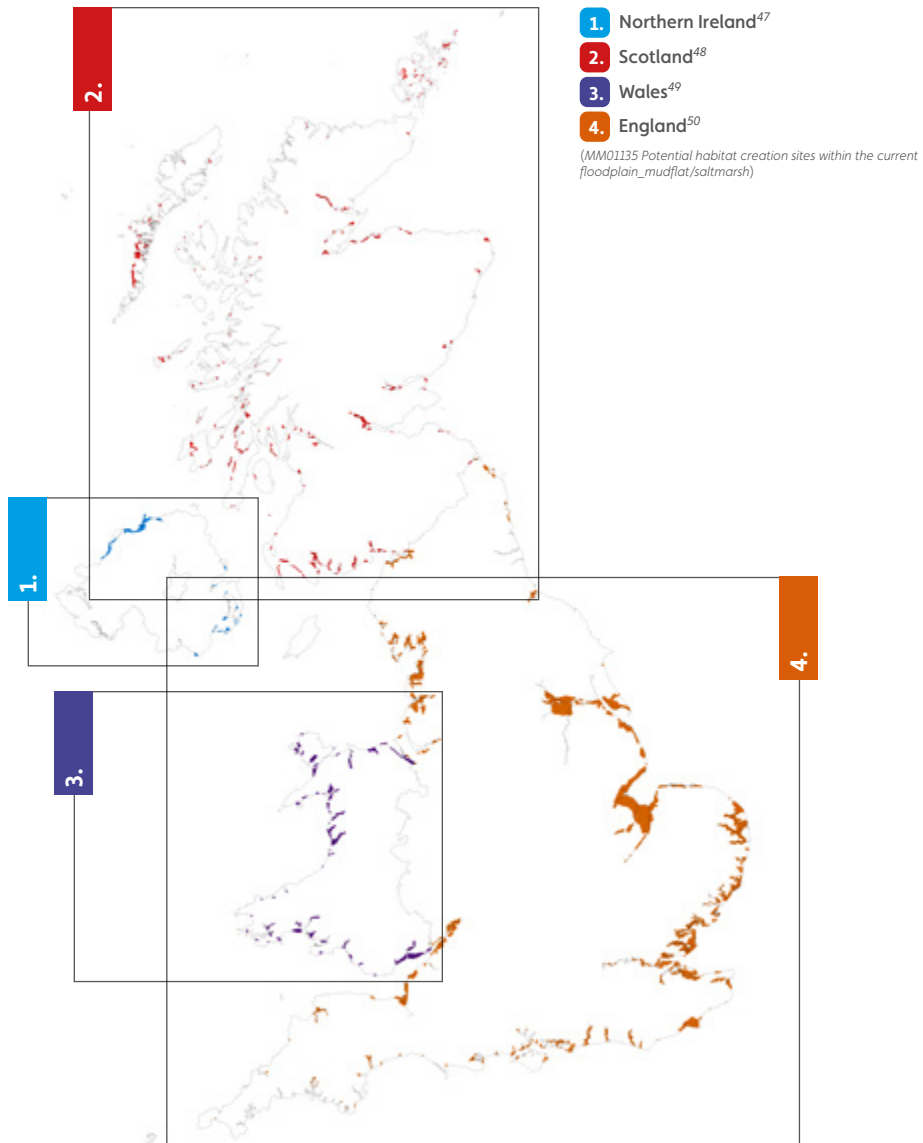 1. Northern Ireland47
2. Scotland48
3. Wales49
4. England50
(MM01135 Potential habitat creation sites within the current
floodplain_mudflat/saltmarsh)
2.
1.
4.
3.